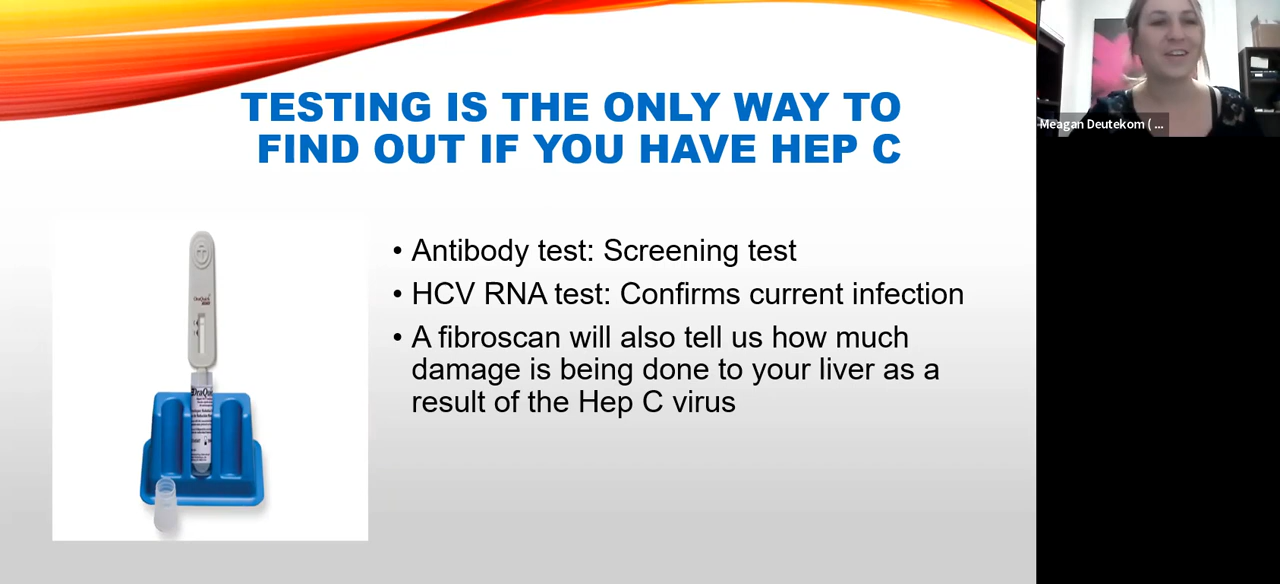 TESTING IS THE ONLY WAY TO
FIND OUT IF YOU HAVE HEP C
• Antibody test: Screening test
• HCV RNA test: Confirms current infection
• A fibroscan will also tell us how much
damage is being done to your liver as a
result of the Hep C virus
Meagan Deutekom ( ...